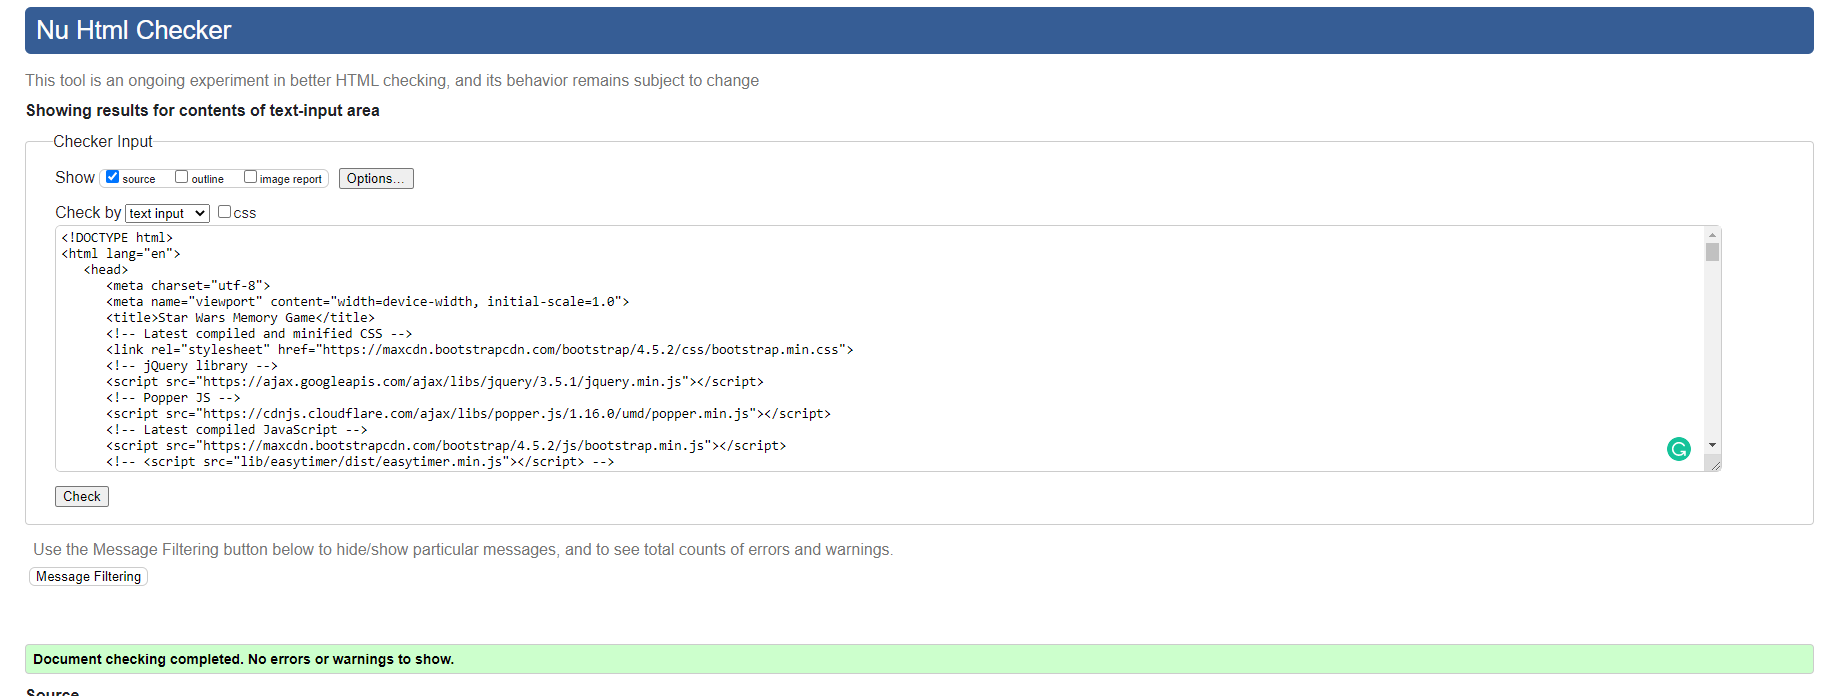 Nu Html Checker
This tool is an ongoing experiment in better HTML checking, and its behavior remains subject to change
Showing results for contents of text-input area
Checker Input
Show source outline image report Options...
Check by text input css
<!DOCTYPE html>
<html lang="en">
<head>
<meta charset="utf-8">
<meta name="viewport" content="width=device-width, initial-scale=1.0">
<title>Star Wars Memory Game</title>
<!-- Latest compiled and minified CSS -->
<link rel="stylesheet" href="https://maxcdn.bootstrapcdn.com/bootstrap/4.5.2/css/bootstrap.min.css">
<!-- jQuery library -->
<script src="https://ajax.googleapis.com/ajax/libs/jquery/3.5.1/jquery.min.js"></script>
<!-- Popper JS -->
<script src="https://cdnjs.cloudflare.com/ajax/libs/popper.js/1.16.0/umd/popper.min.js"></script>
<!-- Latest compiled JavaScript -->
<script src="https://maxcdn.bootstrapcdn.com/bootstrap/4.5.2/js/bootstrap.min.js"></script>
<!-- <script src="lib/easytimer/dist/easytimer.min.js"></script> -->
Check
Use the Message Filtering button below to hide/show particular messages, and to see total counts of errors and warnings.
Message Filtering
Document checking completed. No errors or warnings to show.
Source